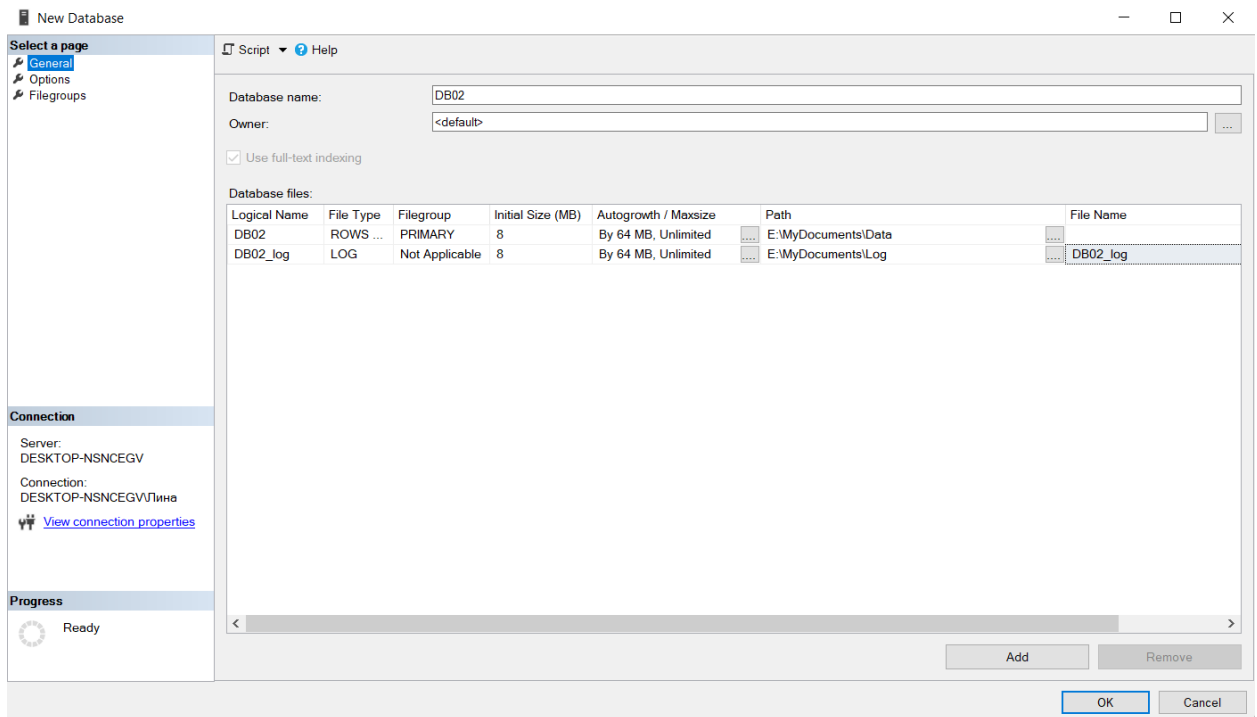 New Database
Select a page
General
Options
Filegroups
Script Help
Database name: DB02
Owner: <default> ...
Use full-text indexing
Database files:
Logical Name File Type Filegroup Initial Size (MB) Autogrowth / Maxsize Path File Name
DB02 ROWS ... PRIMARY 8 By 64 MB, Unlimited .... E:\MyDocuments\Data ....
DB02_log LOG Not Applicable 8 By 64 MB, Unlimited .... E:\MyDocuments\Log .... DB02_log
Connection
Server:
DESKTOP-NSNCEGV
Connection:
DESKTOP-NSNCEGV\Лина
View connection properties
Progress
Ready
Add Remove
OK Cancel